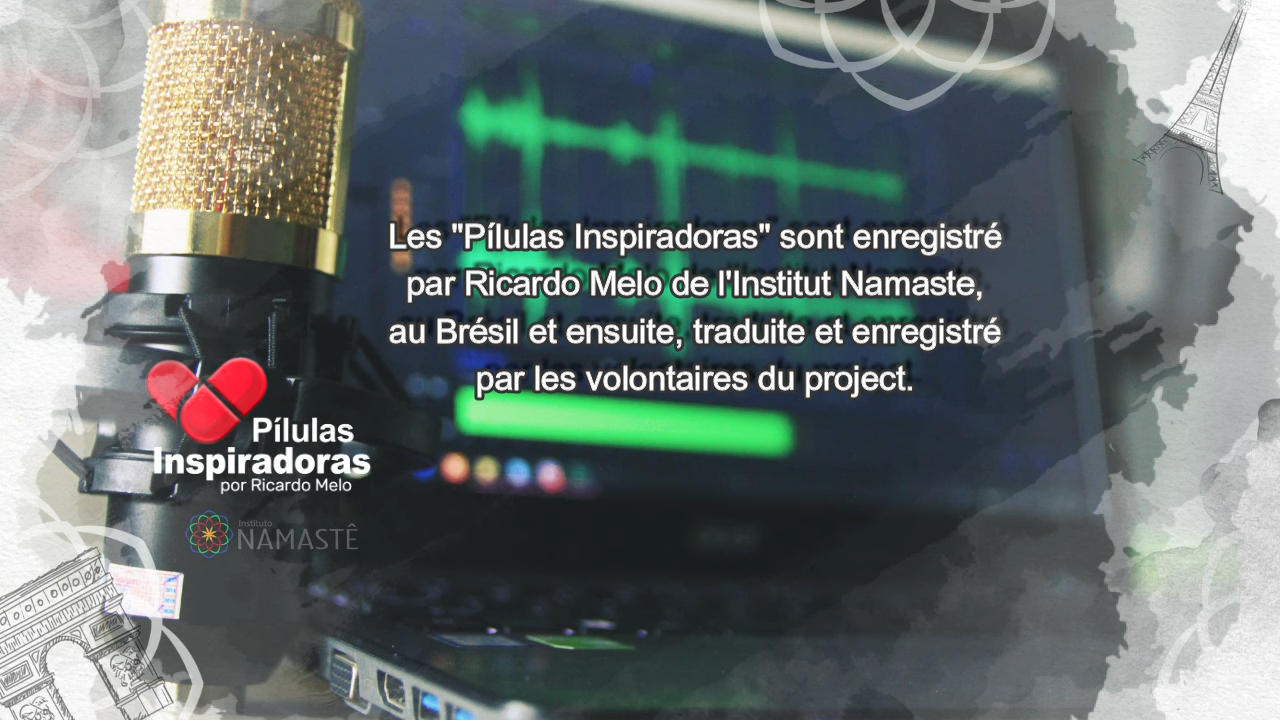 Les "Pílulas Inspiradoras" sont enregistré
par Ricardo Melo de l'Institut Namaste,
au Brésil et ensuite, traduite et enregistré
par les volontaires du project.
Pílulas
Inspiradoras
por Ricardo Melo
Instituto
NAMASTÊ